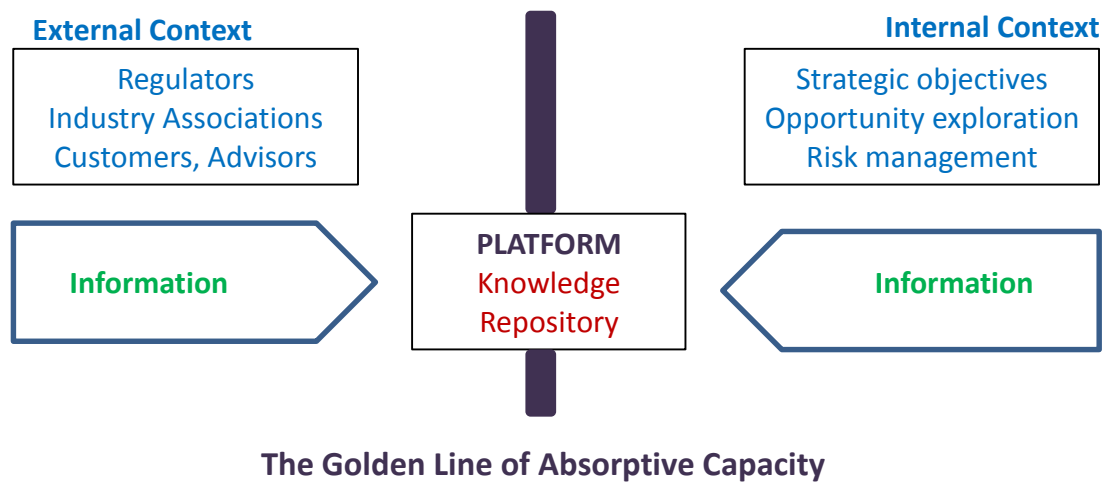 External Context
Regulators
Industry Associations
Customers, Advisors
Internal Context
Strategic objectives
Opportunity exploration
Risk management
Information
PLATFORM
Knowledge
Repository
Information
The Golden Line of Absorptive Capacity